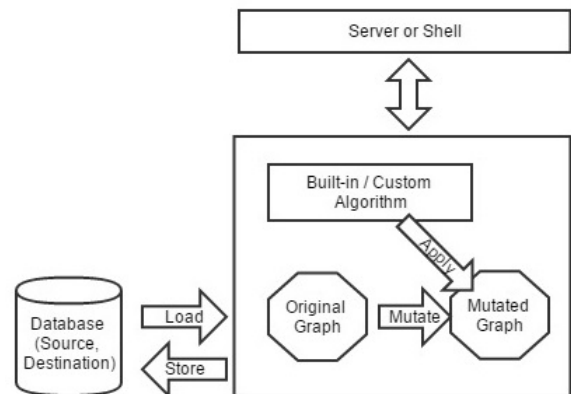 Server or Shell
Built-in / Custom
Algorithm
Apply
Original
Graph
Mutate
Mutated
Graph
Database
(Source,
Destination)
Load
Store